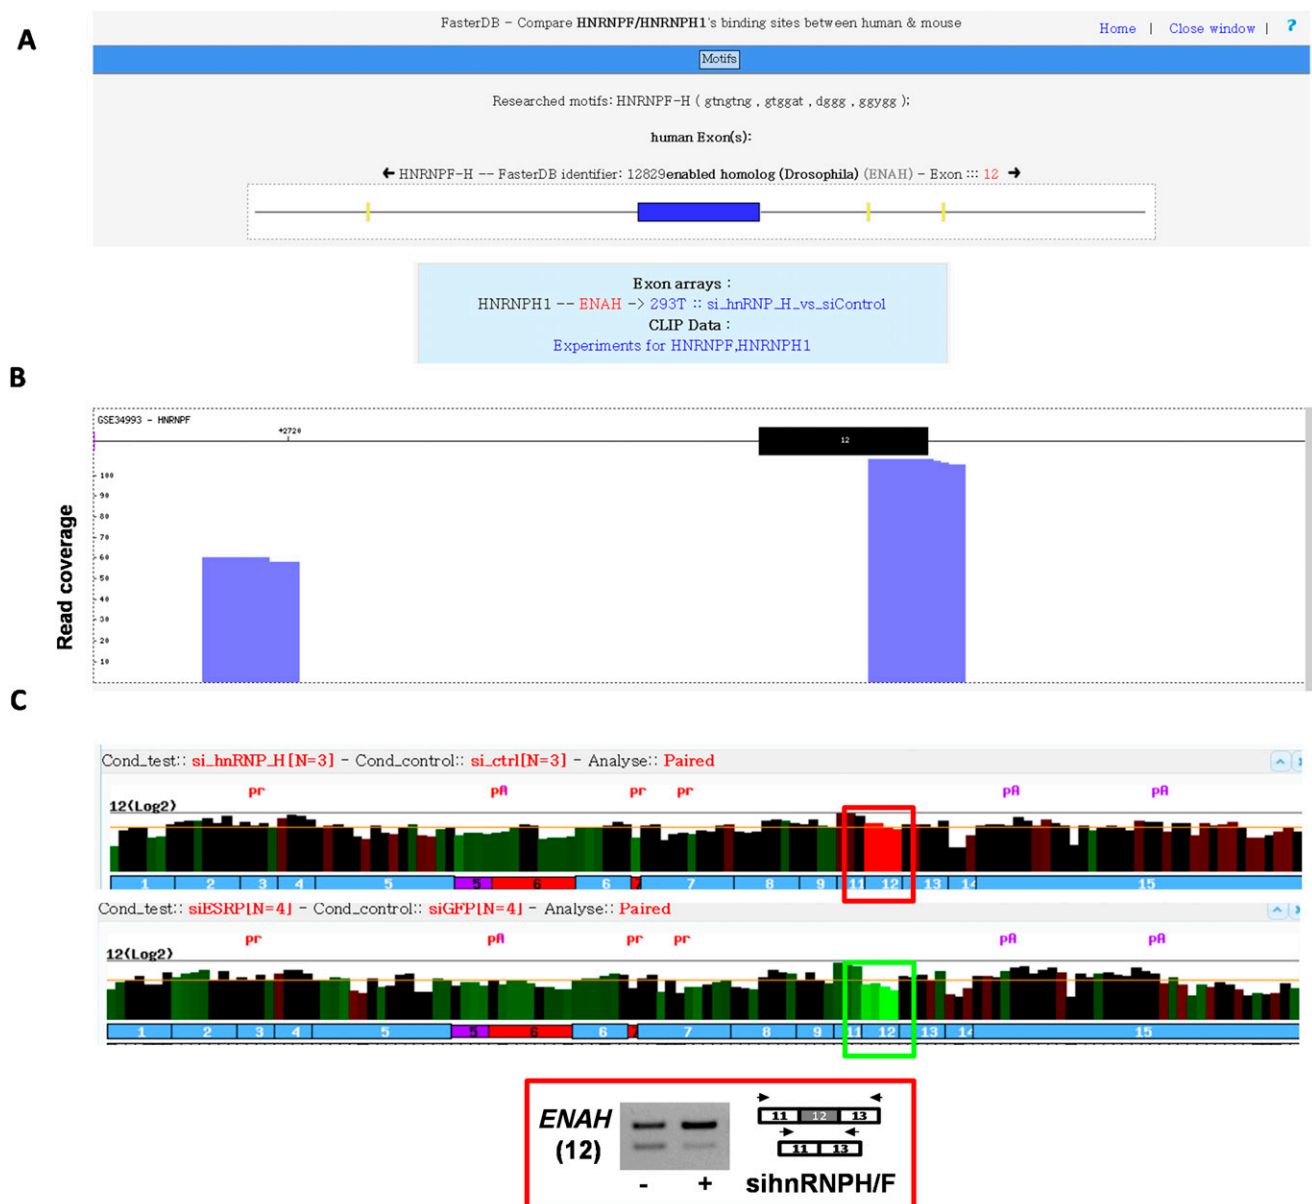 A
FasterDB - Compare HNRNPF/HNRNPH1's binding sites between human & mouse
Home | Close window | ?
Motifs
Researched motifs: HNRNPF-H ( gtngtng , gtggat , dggg , ggygg );
human Exon(s):
← HNRNPF-H -- FasterDB identifier: 12829enabled homolog (Drosophila) (ENAH) - Exon ::: 12 →
Exon arrays :
HNRNPH1 -- ENAH -> 293T :: si_hnRNP_H_vs_siControl
CLIP Data :
Experiments for HNRNPF,HNRNPH1
B
GSE34993 - HNRNPF
+2720
12
100
90
80
70
60
50
40
30
20
10
Read coverage
C
Cond_test:: si_hnRNP_H[N=3] - Cond_control:: si_ctrl[N=3] - Analyse:: Paired
pr pA pr pr pA pA
12(Log2)
1 2 3 4 5 5 6 6 7 8 9 11 12 13 14 15
Cond_test:: siESRP[N=4] - Cond_control:: siGFP[N=4] - Analyse:: Paired
pr pA pr pr pA pA
12(Log2)
1 2 3 4 5 5 6 6 7 8 9 11 12 13 14 15
ENAH
(12)
- +
11 12 13
11 13
sihnRNPH/F